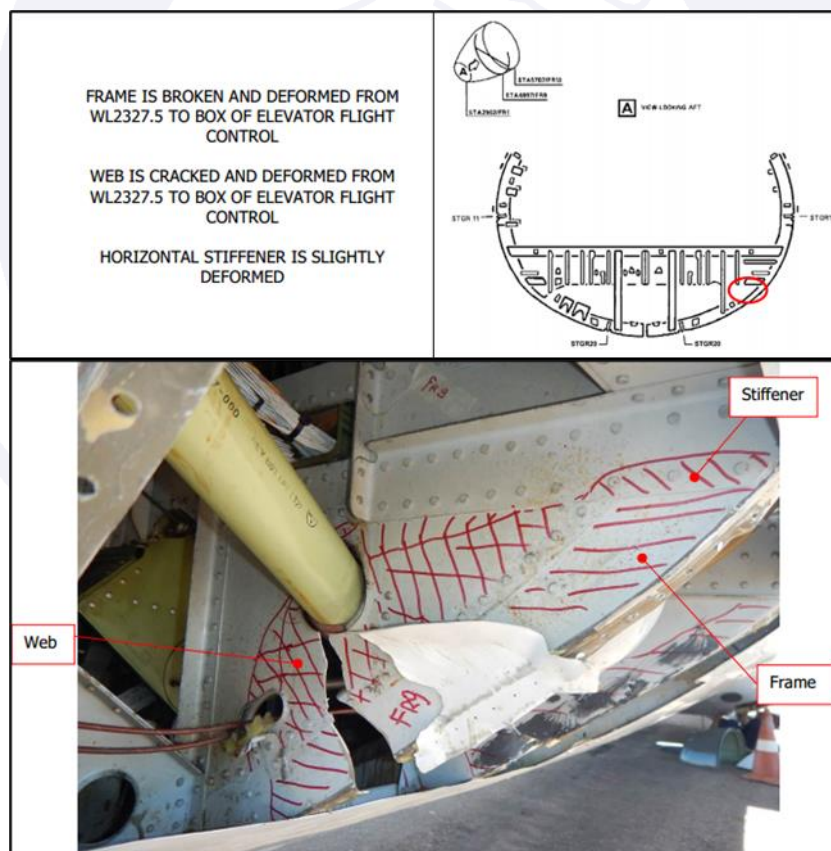 FRAME IS BROKEN AND DEFORMED FROM
WL2327.5 TO BOX OF ELEVATOR FLIGHT
CONTROL
WEB IS CRACKED AND DEFORMED FROM
WL2327.5 TO BOX OF ELEVATOR FLIGHT
CONTROL
HORIZONTAL STIFFENER IS SLIGHTLY
DEFORMED
A
A VIEW LOOKING AFT
STGR 11
STGR20
STGR20
FR9
Stiffener
Web
Frame
FR9